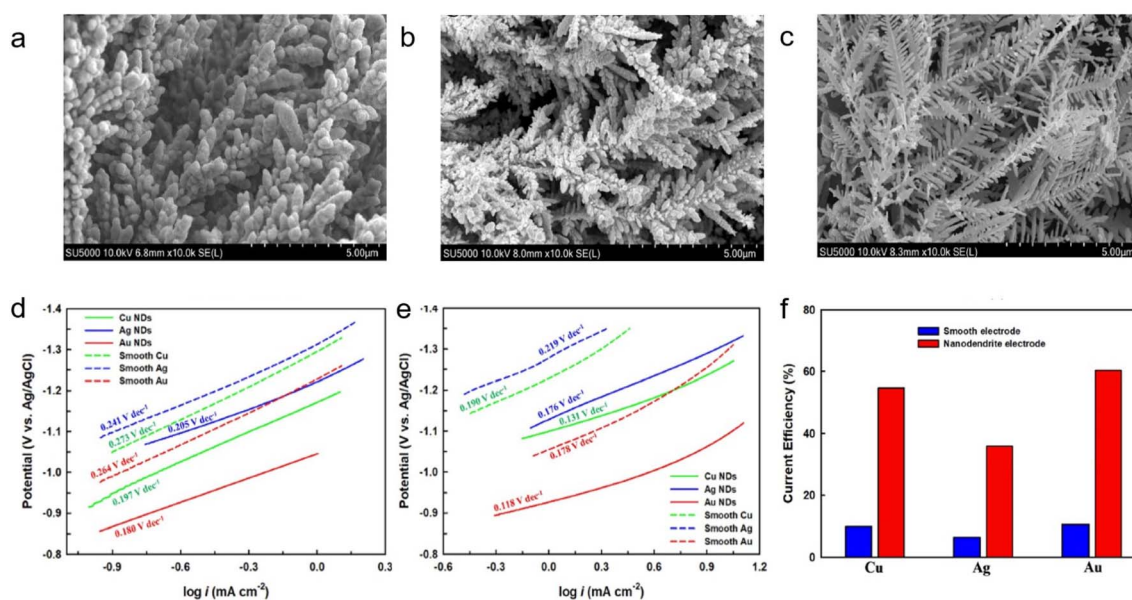 a
b
c
SU5000 10.0kV 6.8mm x10.0k SE(L) 5.00μm
SU5000 10.0kV 8.0mm x10.0k SE(L) 5.00μm
SU5000 10.0kV 8.3mm x10.0k SE(L) 5.00μm
d
-1.4
-1.3
-1.2
-1.1
-1.0
-0.9
-0.8
Potential (V vs. Ag/AgCl)
Cu NDs
Ag NDs
Au NDs
Smooth Cu
Smooth Ag
Smooth Au
0.241 V dec-1
0.273 V dec-1
0.205 V dec-1
0.264 V dec-1
0.197 V dec-1
0.180 V dec-1
-0.9
-0.6
-0.3
0.0
0.3
log i (mA cm-2)
e
-1.4
-1.3
-1.2
-1.1
-1.0
-0.9
-0.8
Potential (V vs. Ag/AgCl)
0.219 V dec-1
0.190 V dec-1
0.176 V dec-1
0.131 V dec-1
0.178 V dec-1
0.118 V dec-1
Cu NDs
Ag NDs
Au NDs
Smooth Cu
Smooth Ag
Smooth Au
-0.6
-0.3
0.0
0.3
0.6
0.9
1.2
log i (mA cm-2)
f
80
60
40
20
0
Current Efficiency (%)
Smooth electrode
Nanodendrite electrode
Cu
Ag
Au